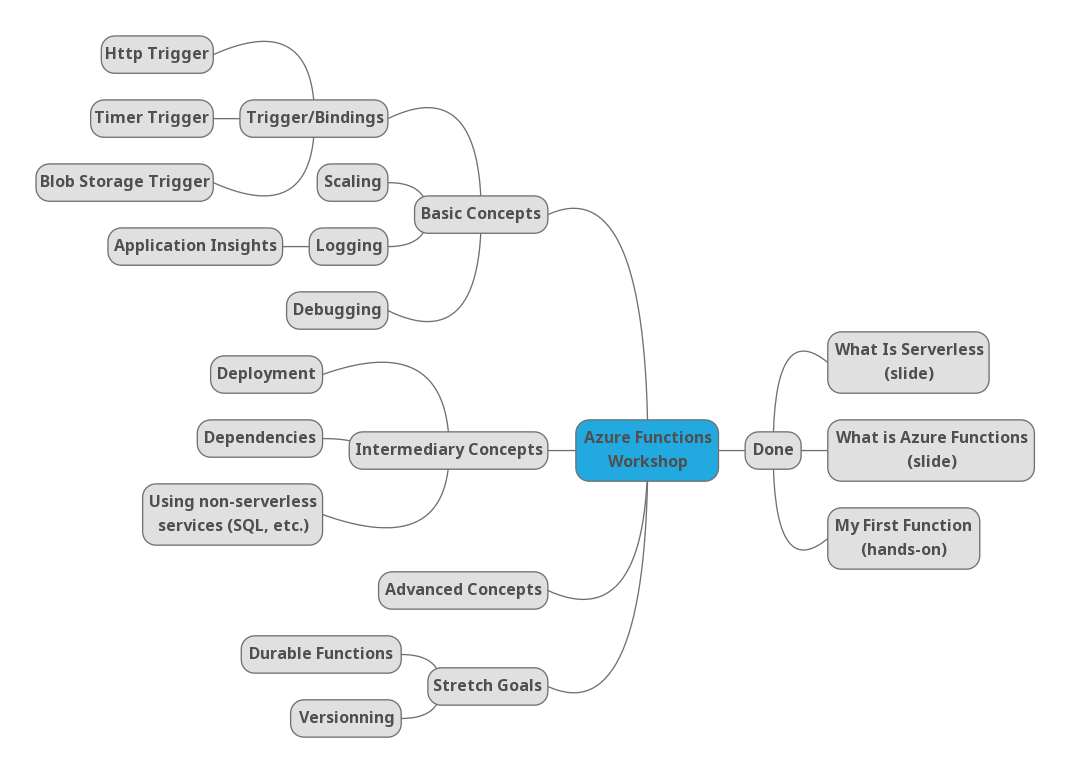 Http Trigger
Timer Trigger
Trigger/Bindings
Blob Storage Trigger
Scaling
Basic Concepts
Application Insights
Logging
Debugging
Deployment
Dependencies
Intermediary Concepts
Using non-serverless
services (SQL, etc.)
Advanced Concepts
Durable Functions
Stretch Goals
Versionning
Azure Functions
Workshop
Done
What Is Serverless
(slide)
What is Azure Functions
(slide)
My First Function
(hands-on)